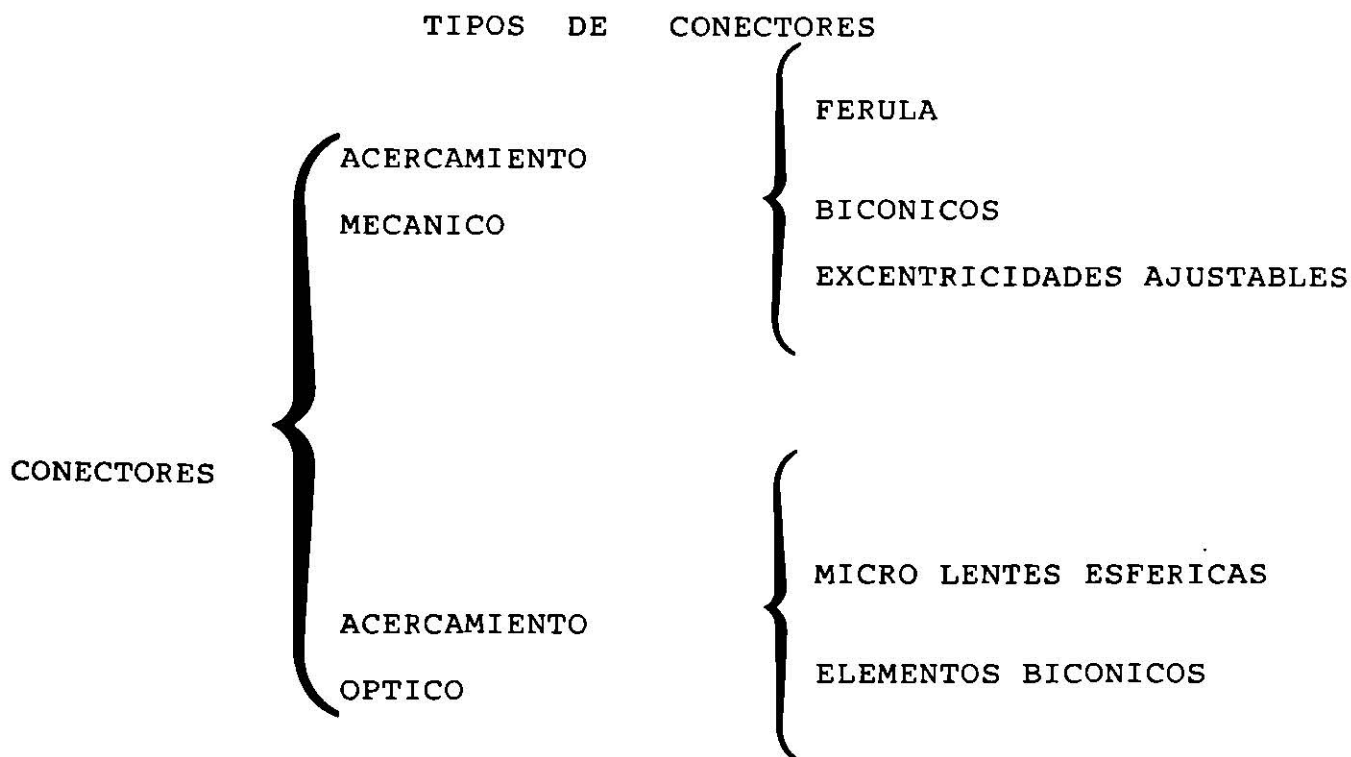 TIPOS DE CONECTORES
CONECTORES
ACERCAMIENTO
MECANICO
FERULA
BICONICOS
EXCENTRICIDADES AJUSTABLES
ACERCAMIENTO
OPTICO
MICRO LENTES ESFERICAS
ELEMENTOS BICONICOS